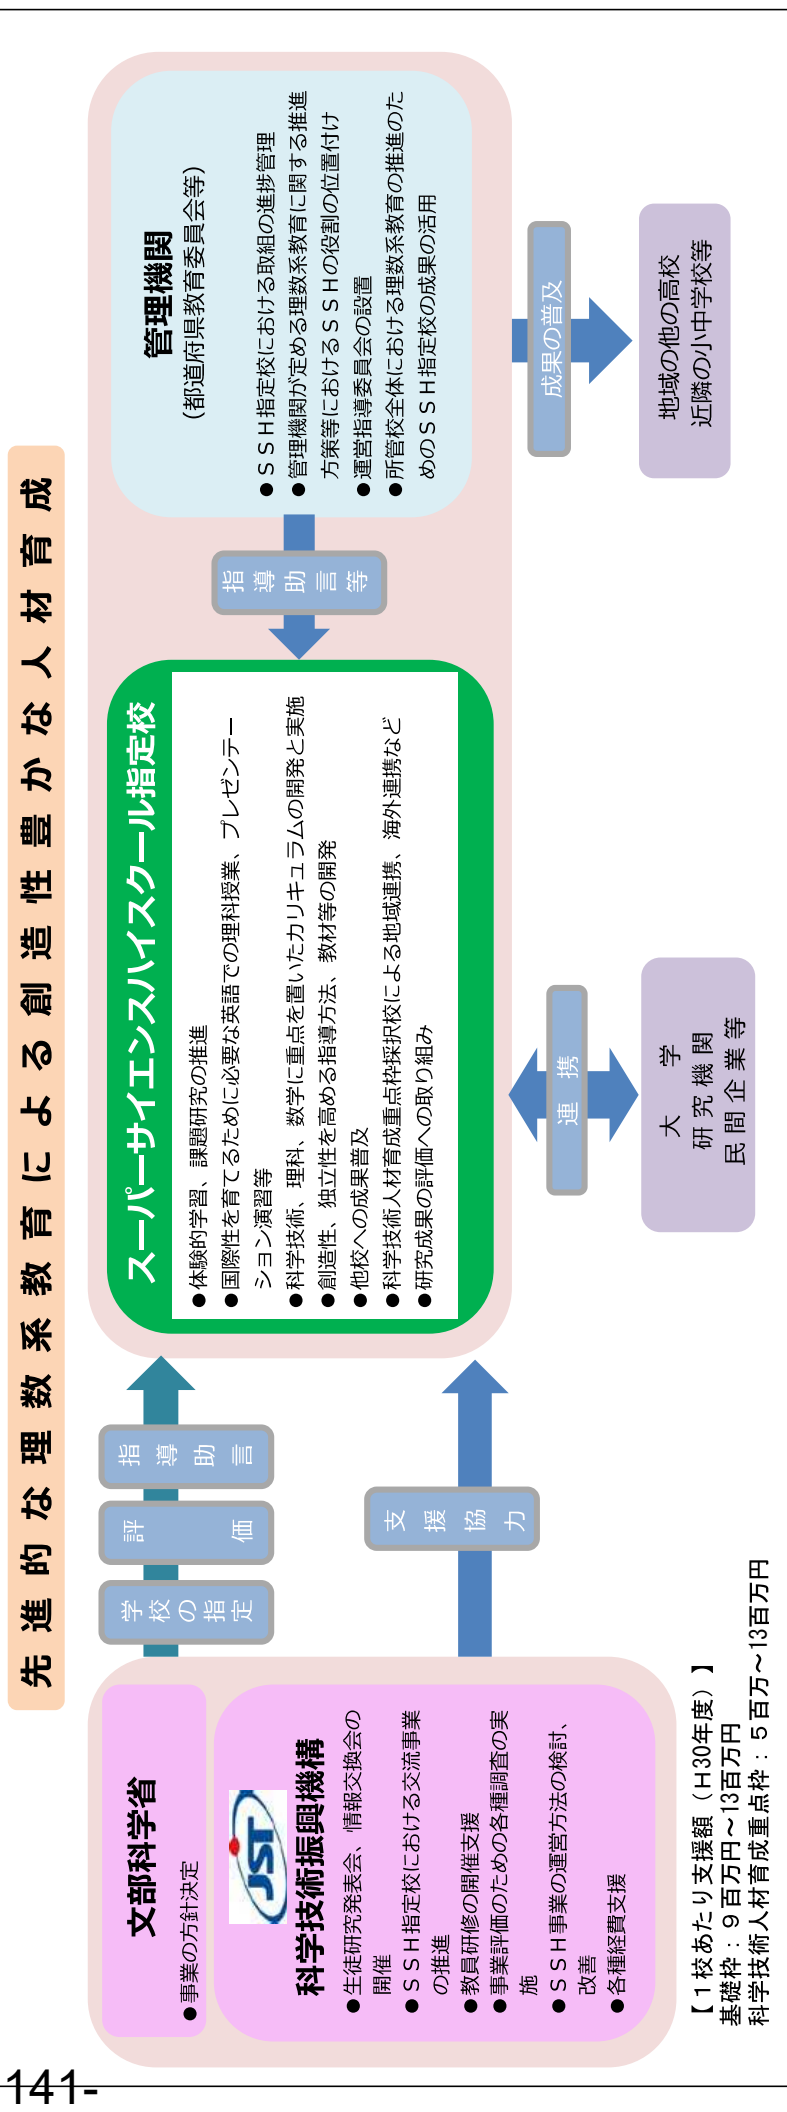 先進的な理数系教育による創造性豊かな人材育成
文部科学省
●事業の方針決定
JST
科学技術振興機構
●生徒研究発表会、情報交換会の
開催
●ＳＳＨ指定校における交流事業
の推進
●教員研修の開催支援
●事業評価のための各種調査の実
施
●ＳＳＨ事業の運営方法の検討、
改善
●各種経費支援
学校の指定
評価
指導助言
支援協力
スーパーサイエンスハイスクール指定校
●体験的学習、課題研究の推進
●国際性を育てるために必要な英語での理科授業、プレゼンテー
ション演習等
●科学技術、理科、数学に重点を置いたカリキュラムの開発と実施
●創造性、独立性を高める指導方法、教材等の開発
●他校への成果普及
●科学技術人材育成重点枠採択校による地域連携、海外連携など
●研究成果の評価への取り組み
指導助言等
管理機関
（都道府県教育委員会等）
●ＳＳＨ指定校における取組の進捗管理
●管理機関が定める理数系教育に関する推進
方策等におけるＳＳＨの役割の位置付け
●運営指導委員会の設置
●所管校全体における理数系教育の推進のた
めのＳＳＨ指定校の成果の活用
連携
大学
研究機関
民間企業等
成果の普及
地域の他の高校
近隣の小中学校等
【１校あたり支援額（H30年度）】
基礎枠：９百万円～13百万円
科学技術人材育成重点枠：５百万～13百万円
141-